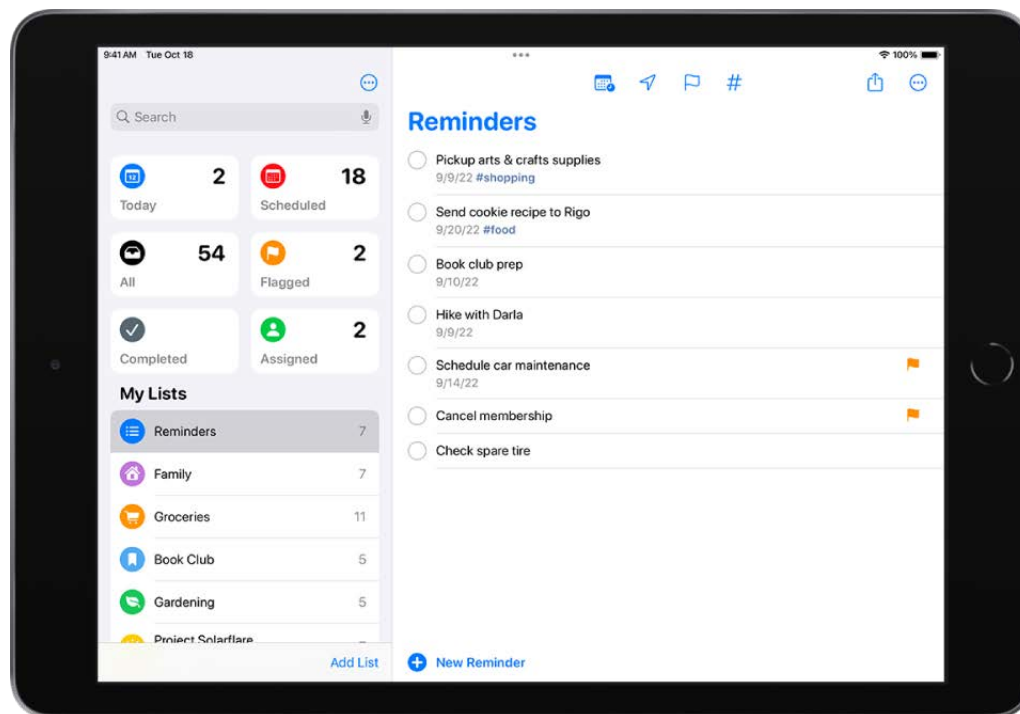 9:41 AM Tue Oct 18
100%
Search
12
2
Today
18
Scheduled
54
All
2
Flagged
Completed
2
Assigned
My Lists
Reminders 7
Family 7
Groceries 11
Book Club 5
Gardening 5
Project Solarflare
Add List
#
Reminders
Pickup arts & crafts supplies
9/9/22 #shopping
Send cookie recipe to Rigo
9/20/22 #food
Book club prep
9/10/22
Hike with Darla
9/9/22
Schedule car maintenance
9/14/22
Cancel membership
Check spare tire
New Reminder